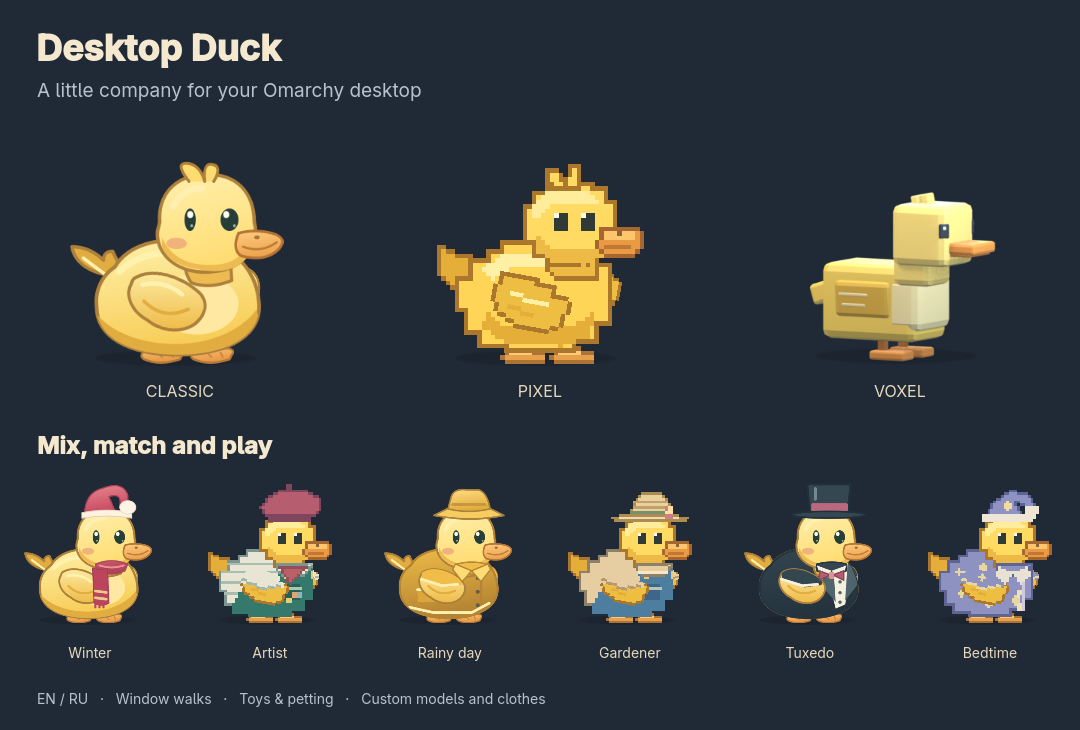 Desktop Duck
A little company for your Omarchy desktop
CLASSIC
PIXEL
VOXEL
Mix, match and play
Winter
Artist
Rainy day
Gardener
Tuxedo
Bedtime
EN / RU · Window walks · Toys & petting · Custom models and clothes